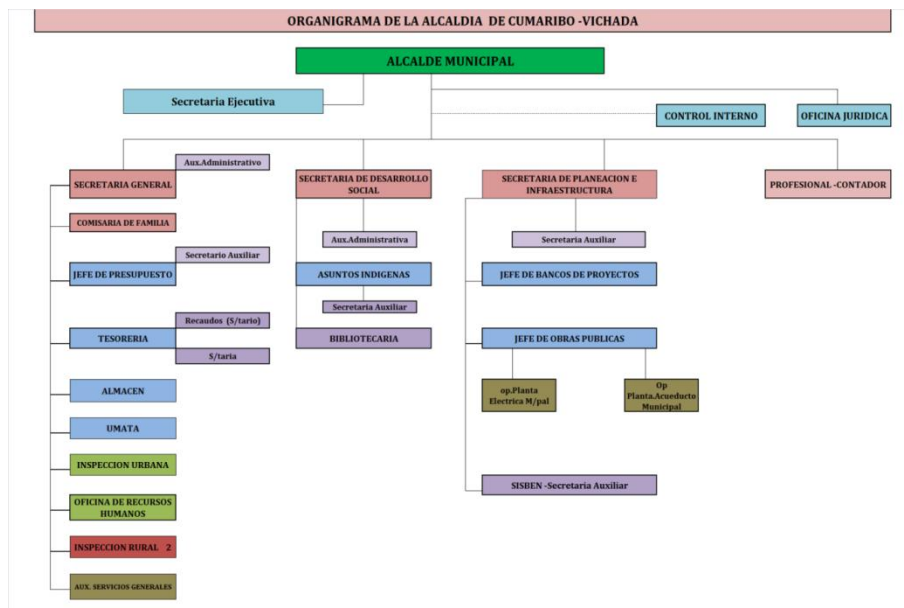 ORGANIGRAMA DE LA ALCALDIA DE CUMARIBO -VICHADA
ALCALDE MUNICIPAL
Secretaria Ejecutiva
CONTROL INTERNO
OFICINA JURIDICA
Aux.Administrativo
SECRETARIA GENERAL
SECRETARIA DE DESARROLLO
SOCIAL
SECRETARIA DE PLANEACION E
INFRAESTRUCTURA
PROFESIONAL -CONTADOR
COMISARIA DE FAMILIA
Aux.Administrativa
Secretaria Auxiliar
Secretario Auxiliar
JEFE DE PRESUPUESTO
ASUNTOS INDIGENAS
JEFE DE BANCOS DE PROYECTOS
Secretaria Auxiliar
Recaudos (S/tario)
TESORERIA
BIBLIOTECARIA
JEFE DE OBRAS PUBLICAS
S/taria
ALMACEN
op.Planta
Electrica M/pal
Op
Planta.Acueducto
Municipal
UMATA
INSPECCION URBANA
SISBEN -Secretaria Auxiliar
OFICINA DE RECURSOS
HUMANOS
INSPECCION RURAL 2
AUX. SERVICIOS GENERALES